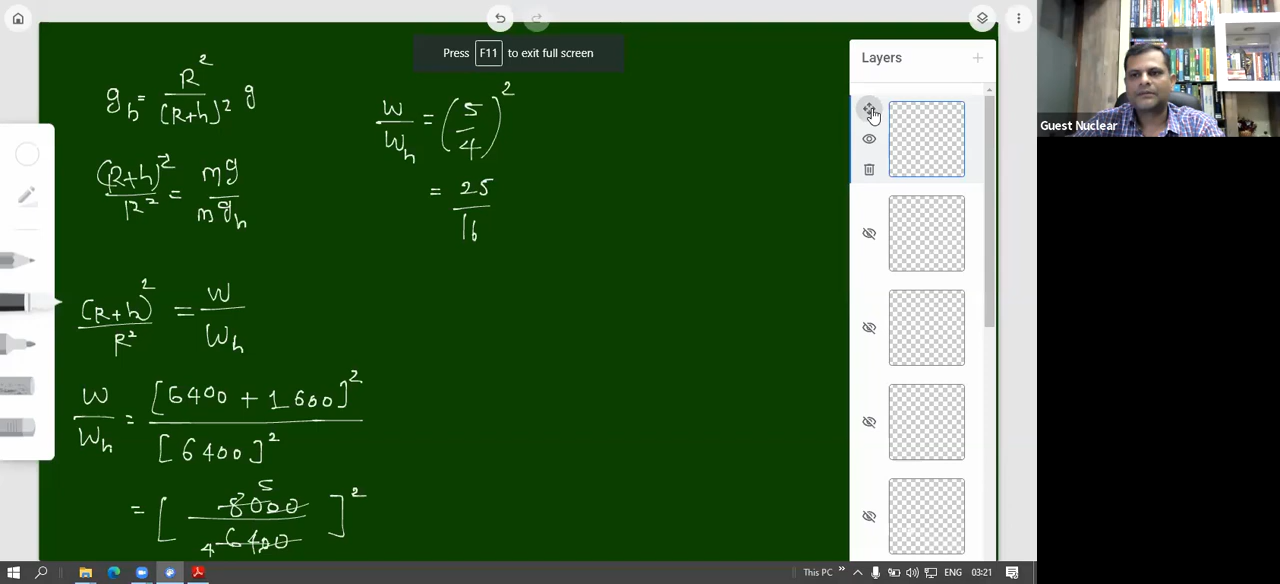 Press F11 to exit full screen
Layers
Guest Nuclear
g_h = R² / (R+h)² g
(R+h)² / R² = mg / mg_h
(R+h)² / R² = W / W_h
W / W_h = [6400 + 1600]² / [6400]²
= [ 8000 / 6400 ]²
5
4
W / W_h = (5/4)²
= 25 / 16
This PC
ENG
03:21